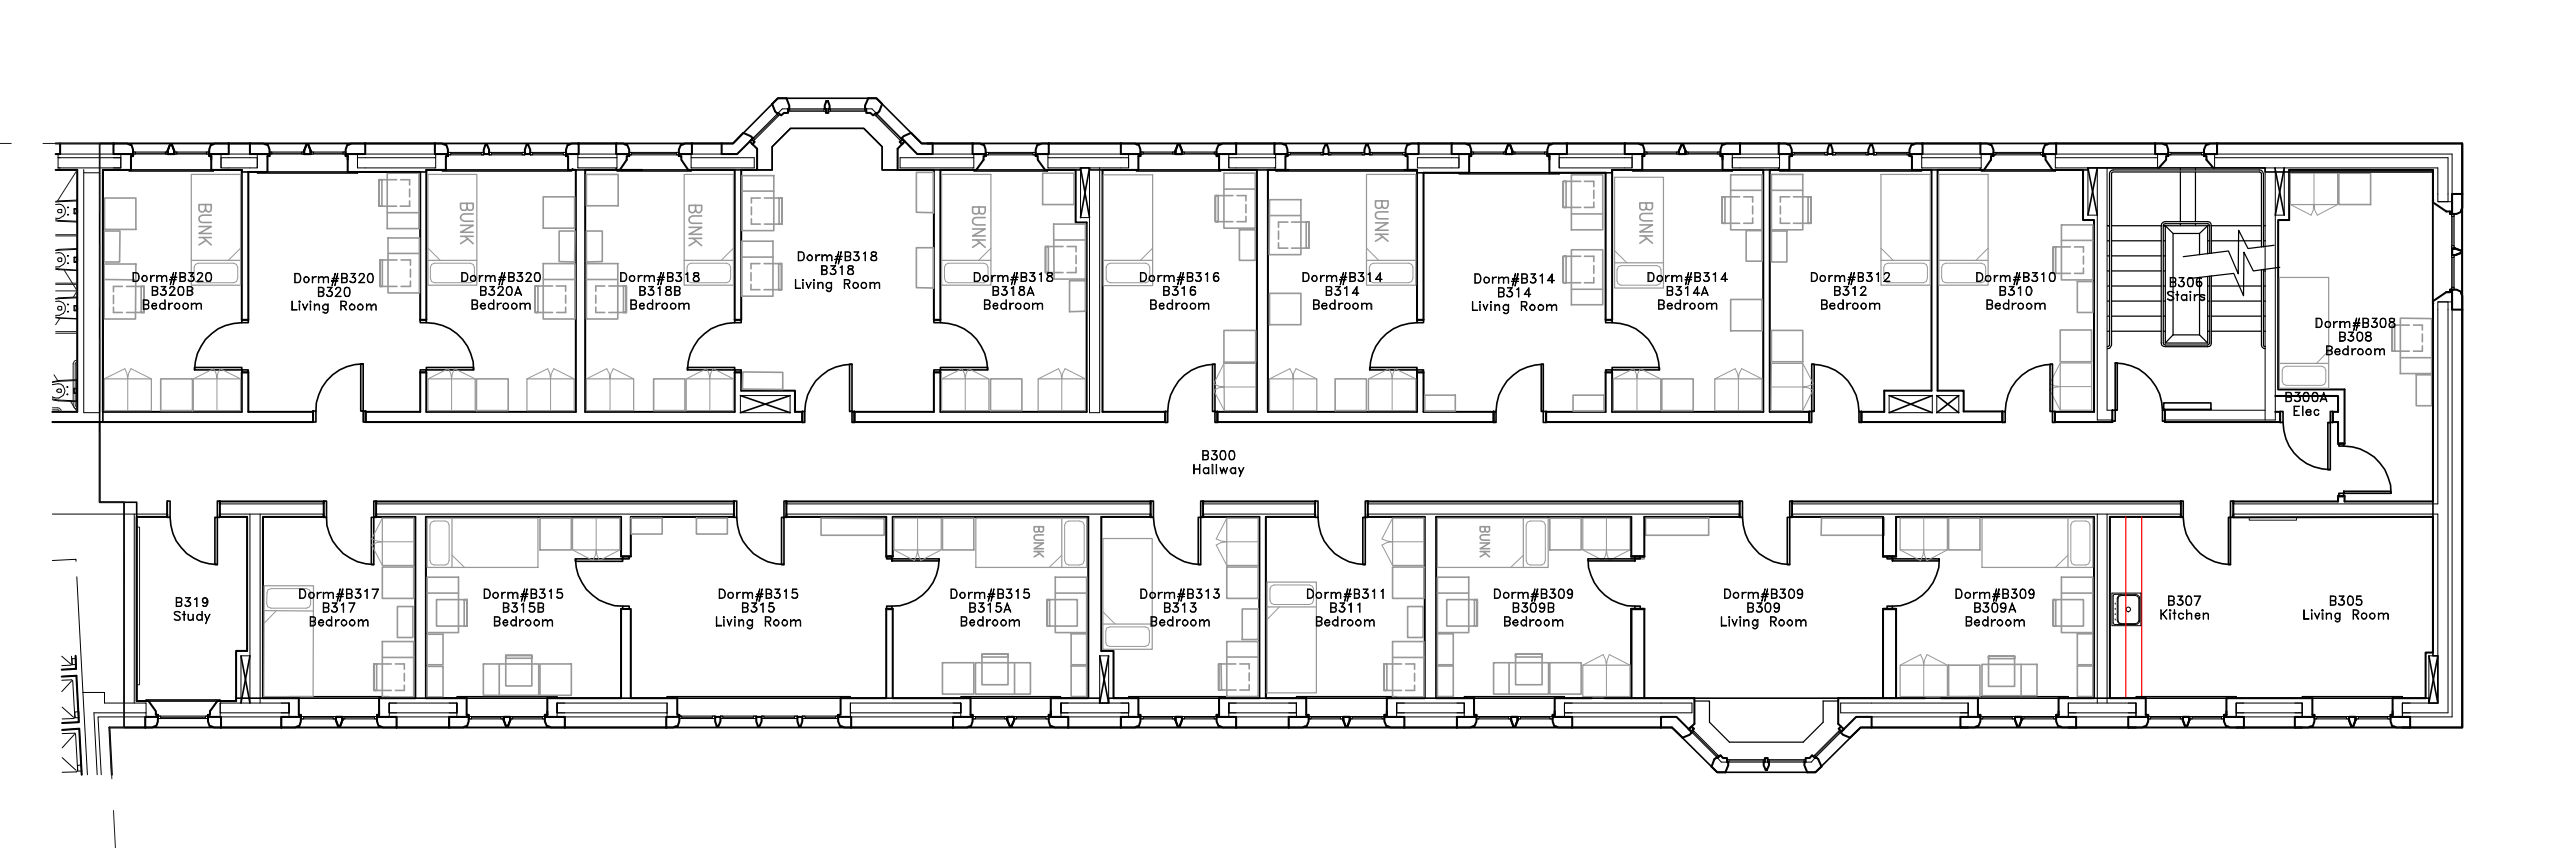 BUNK
Dorm#B320
B320B
Bedroom
Dorm#B320
B320
Living Room
BUNK
Dorm#B320
B320A
Bedroom
BUNK
Dorm#B318
B318B
Bedroom
Dorm#B318
B318
Living Room
BUNK
Dorm#B318
B318A
Bedroom
Dorm#B316
B316
Bedroom
BUNK
Dorm#B314
B314
Bedroom
Dorm#B314
B314
Living Room
BUNK
Dorm#B314
B314A
Bedroom
Dorm#B312
B312
Bedroom
Dorm#B310
B310
Bedroom
B306
Stairs
Dorm#B308
B308
Bedroom
B300A
Elec
B300
Hallway
B319
Study
Dorm#B317
B317
Bedroom
Dorm#B315
B315B
Bedroom
Dorm#B315
B315
Living Room
BUNK
Dorm#B315
B315A
Bedroom
Dorm#B313
B313
Bedroom
Dorm#B311
B311
Bedroom
BUNK
Dorm#B309
B309B
Bedroom
Dorm#B309
B309
Living Room
Dorm#B309
B309A
Bedroom
B307
Kitchen
B305
Living Room